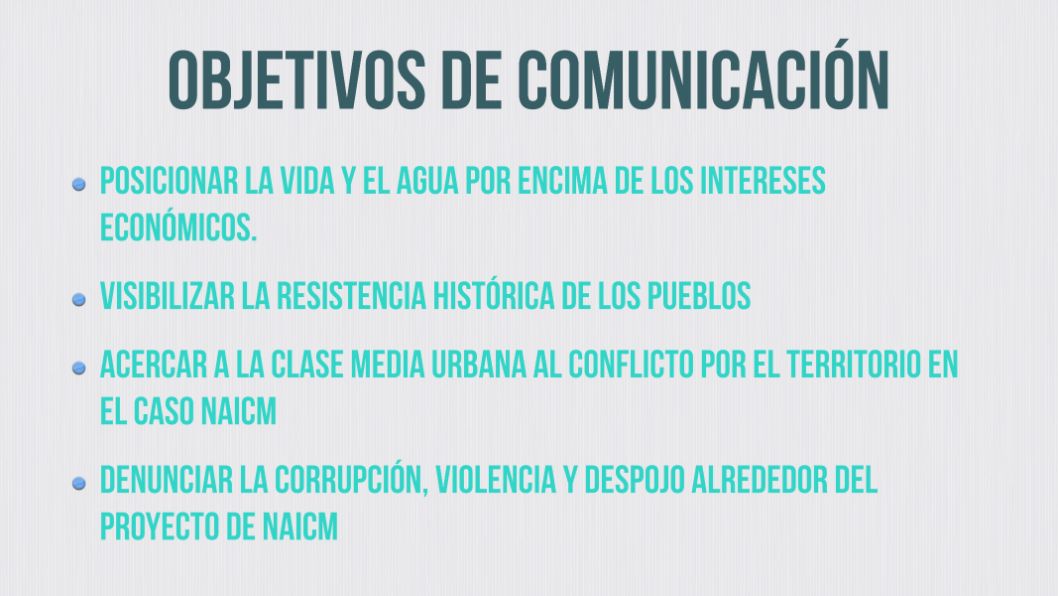 OBJETIVOS DE COMUNICACIÓN
POSICIONAR LA VIDA Y EL AGUA POR ENCIMA DE LOS INTERESES
ECONÓMICOS.
VISIBILIZAR LA RESISTENCIA HISTÓRICA DE LOS PUEBLOS
ACERCAR A LA CLASE MEDIA URBANA AL CONFLICTO POR EL TERRITORIO EN
EL CASO NAICM
DENUNCIAR LA CORRUPCIÓN, VIOLENCIA Y DESPOJO ALREDEDOR DEL
PROYECTO DE NAICM